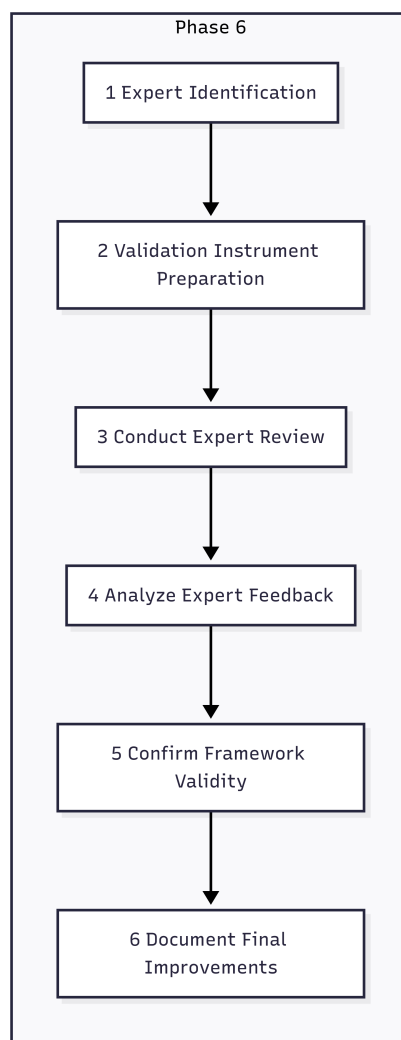 Phase 6
1 Expert Identification
2 Validation Instrument
Preparation
3 Conduct Expert Review
4 Analyze Expert Feedback
5 Confirm Framework
Validity
6 Document Final
Improvements